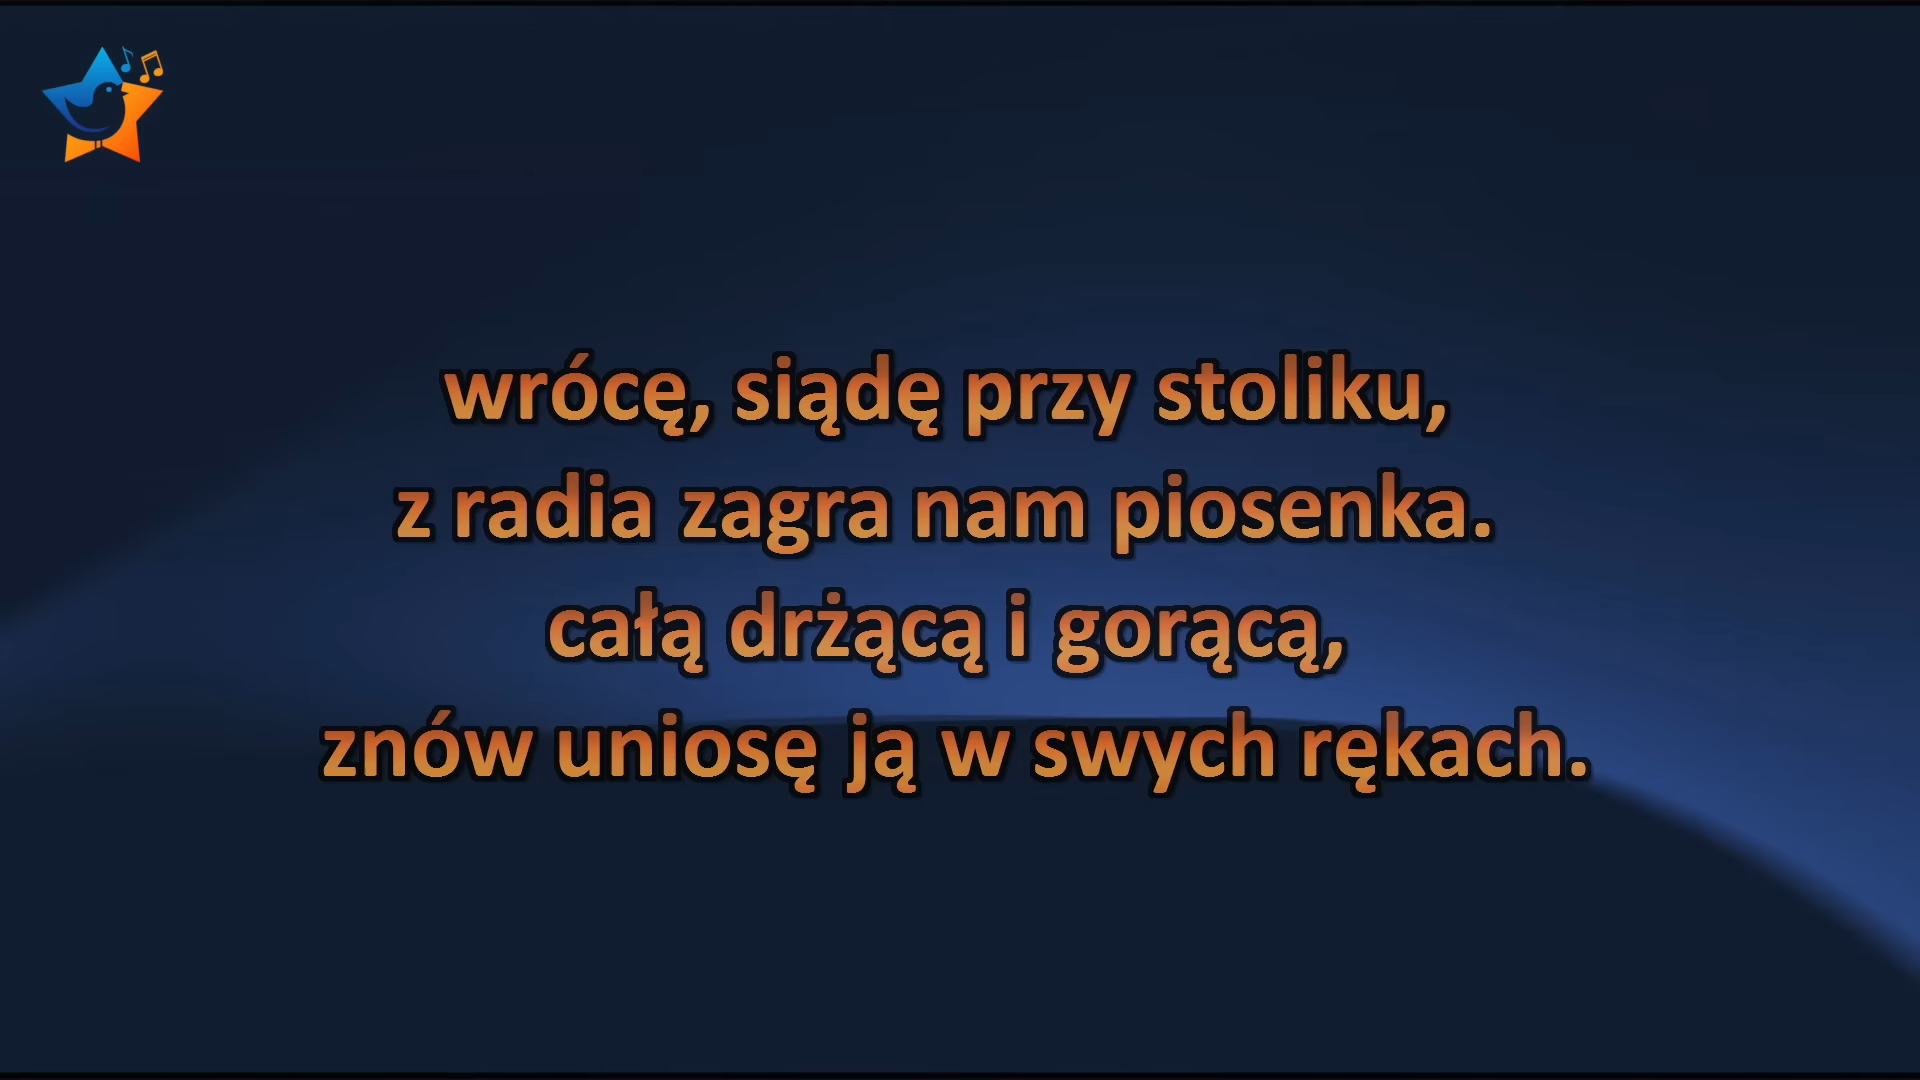 wrócę, siądę przy stoliku,
z radia zagra nam piosenka.
całą drżącą i gorącą,
znów uniosę ją w swych rękach.